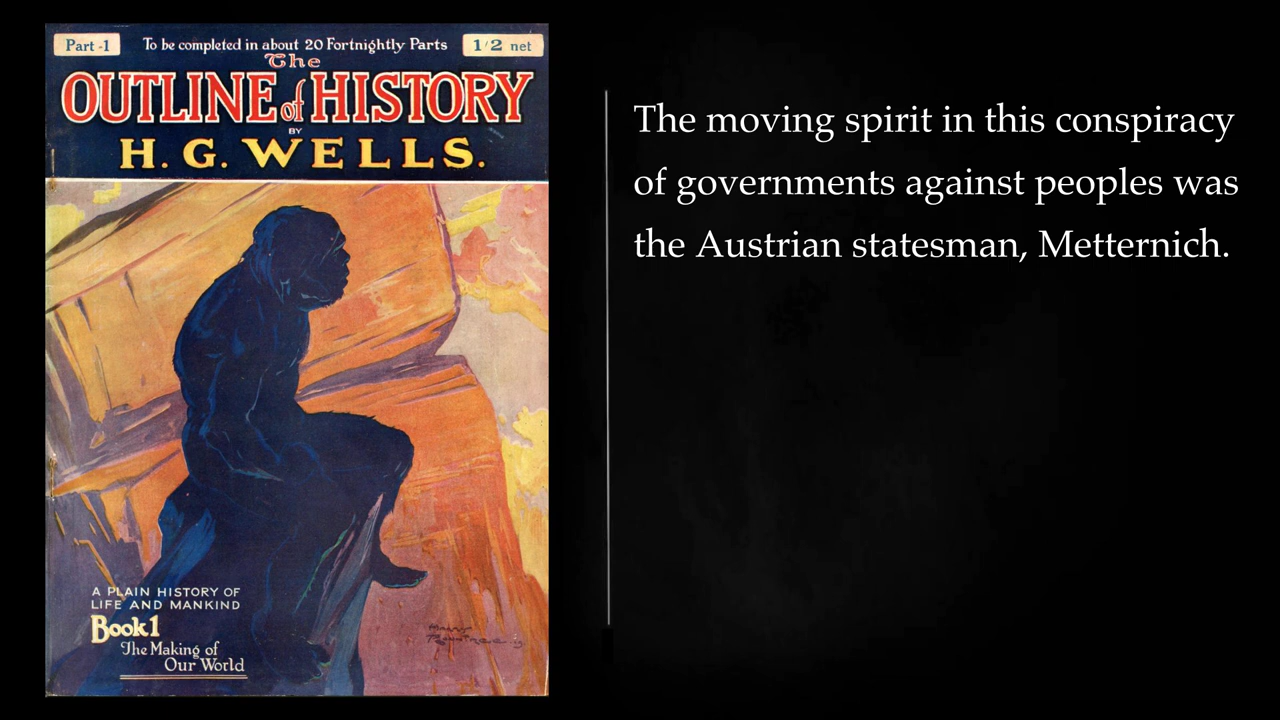 Part -1
To be completed in about 20 Fortnightly Parts
1/2 net
The
OUTLINE of HISTORY
BY
H. G. WELLS.
A PLAIN HISTORY OF
LIFE AND MANKIND
Book 1
The Making of
Our World
The moving spirit in this conspiracy
of governments against peoples was
the Austrian statesman, Metternich.